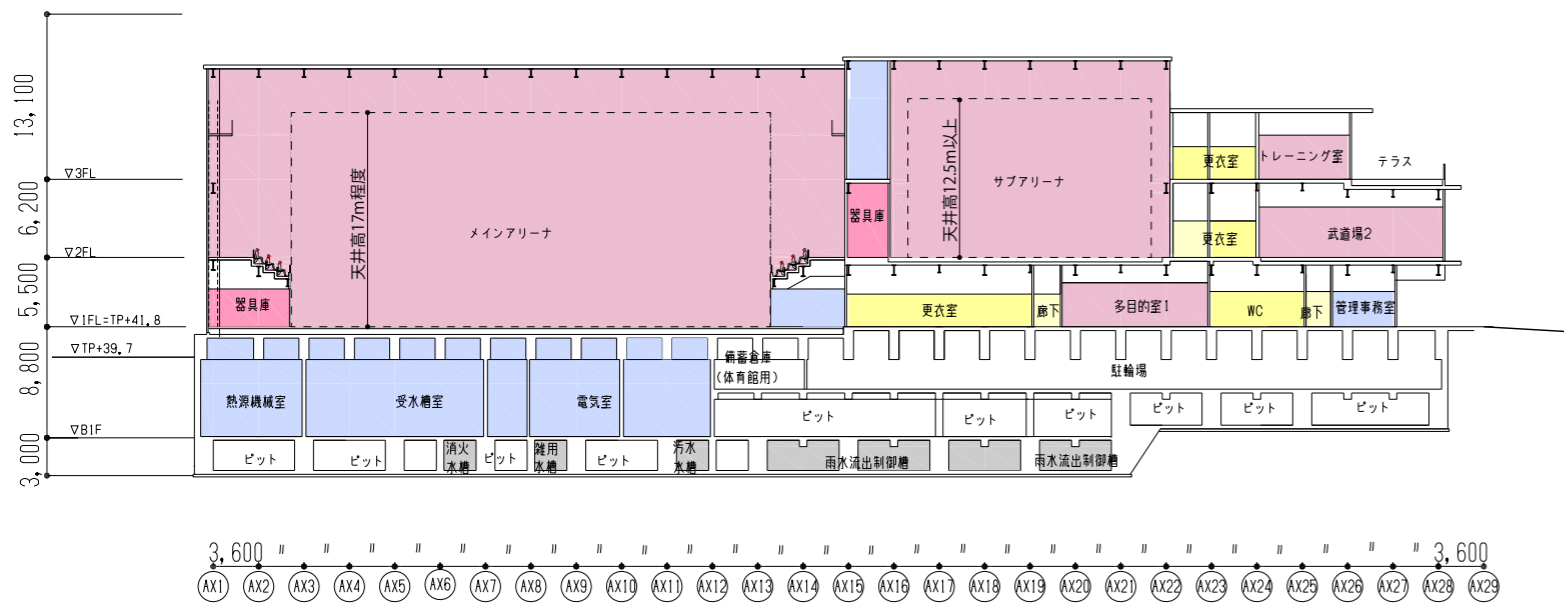 13,100
▽3FL
6,200
▽2FL
5,500
▽1FL=TP+41.8
▽TP+39.7
8,800
▽B1F
3,000
天井高17m程度
メインアリーナ
器具庫
天井高12.5m以上
サブアリーナ
器具庫
更衣室
トレーニング室
テラス
更衣室
武道場2
更衣室
廊下
多目的室1
WC
廊下
管理事務室
熱源機械室
受水槽室
電気室
備蓄倉庫
(体育館用)
駐輪場
ピット
ピット
ピット
ピット
ピット
ピット
ピット
ピット
消火
水槽
ピット
雑用
水槽
ピット
汚水
水槽
雨水流出制御槽
雨水流出制御槽
3,600 〃 〃 〃 〃 〃 〃 〃 〃 〃 〃 〃 〃 〃 〃 〃 〃 〃 〃 〃 〃 〃 〃 〃 〃 〃 〃 3,600
AX1 AX2 AX3 AX4 AX5 AX6 AX7 AX8 AX9 AX10 AX11 AX12 AX13 AX14 AX15 AX16 AX17 AX18 AX19 AX20 AX21 AX22 AX23 AX24 AX25 AX26 AX27 AX28 AX29